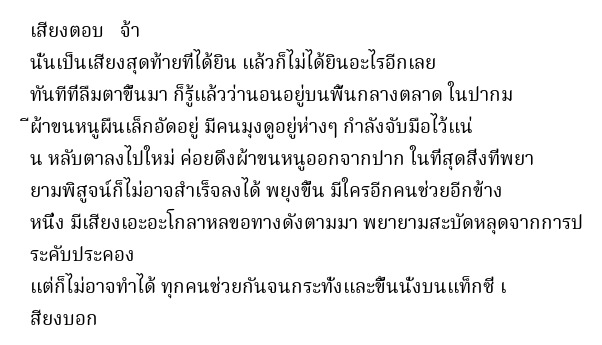 เสียงตอบ   จ้า
นั่นเป็นเสียงสุดท้ายที่ได้ยิน แล้วก็ไม่ได้ยินอะไรอีกเลย
ทันทีที่ลืมตาขึ้นมา ก็รู้แล้วว่านอนอยู่บนพื้นกลางตลาด ในปากม
ีผ้าขนหนูผืนเล็กอัดอยู่ มีคนมุงดูอยู่ห่างๆ กำลังจับมือไว้แน่
น หลับตาลงไปใหม่ ค่อยดึงผ้าขนหนูออกจากปาก ในที่สุดสิ่งที่พยา
ยามพิสูจน์ก็ไม่อาจสำเร็จลงได้ พยุงขึ้น มีใครอีกคนช่วยอีกข้าง
หนึ่ง มีเสียงเอะอะโกลาหลขอทางดังตามมา พยายามสะบัดหลุดจากการป
ระคับประคอง
แต่ก็ไม่อาจทำได้ ทุกคนช่วยกันจนกระทั่งและขึ้นนั่งบนแท็กซี่ เ
สียงบอก